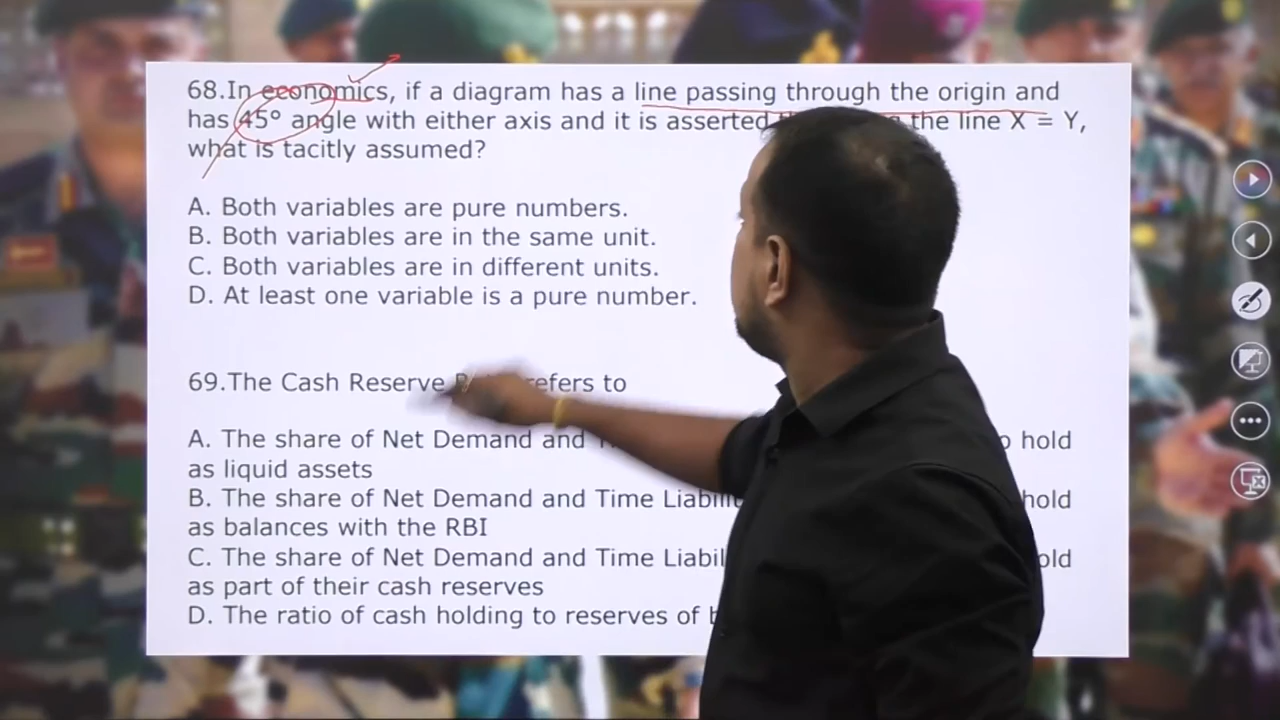 68.In economics, if a diagram has a line passing through the origin and
has 45° angle with either axis and it is asserted the line X = Y,
what is tacitly assumed?
A. Both variables are pure numbers.
B. Both variables are in the same unit.
C. Both variables are in different units.
D. At least one variable is a pure number.
69.The Cash Reserve refers to
A. The share of Net Demand and hold
as liquid assets
B. The share of Net Demand and Time hold
as balances with the RBI
C. The share of Net Demand and Time
as part of their cash reserves
D. The ratio of cash holding to reserves of